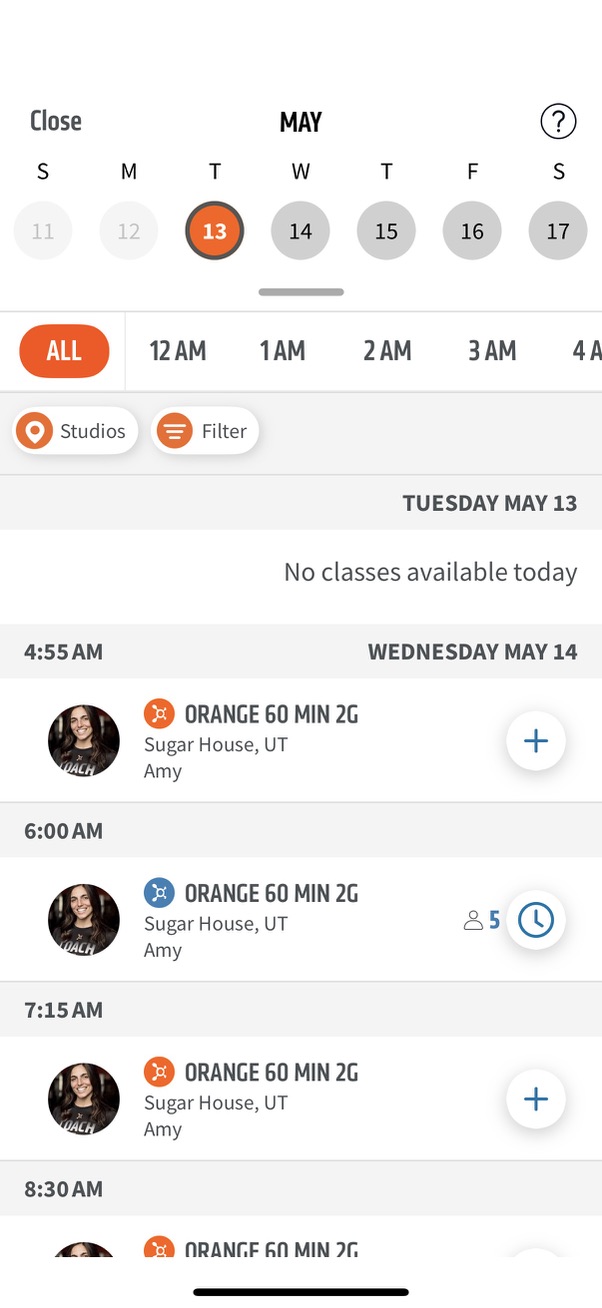 Close MAY ?
S M T W T F S
11 12 13 14 15 16 17
ALL 12 AM 1 AM 2 AM 3 AM 4 A
Studios Filter
TUESDAY MAY 13
No classes available today
4:55 AM WEDNESDAY MAY 14
ORANGE 60 MIN 2G
Sugar House, UT
Amy
6:00 AM
ORANGE 60 MIN 2G
Sugar House, UT
Amy
5
7:15 AM
ORANGE 60 MIN 2G
Sugar House, UT
Amy
8:30 AM
ORANGE 60 MIN 2G